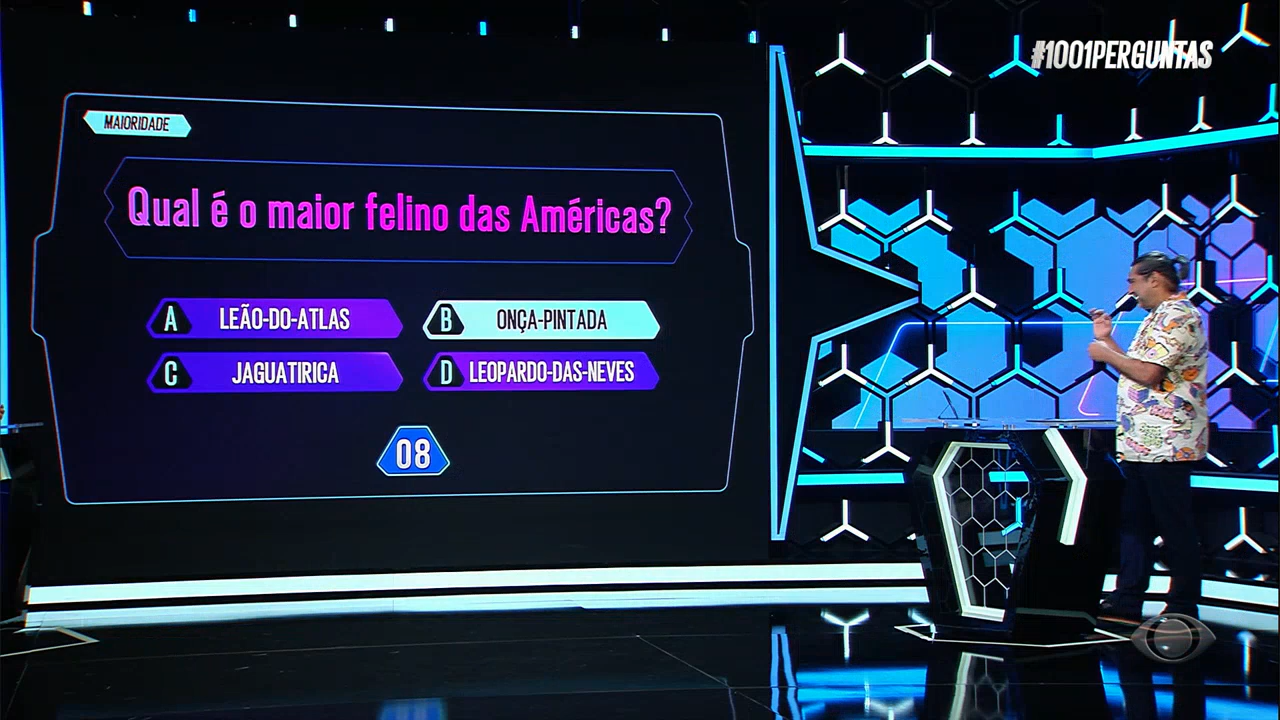 #1001PERGUNTAS
MAIORIDADE
Qual é o maior felino das Américas?
A LEÃO-DO-ATLAS
B ONÇA-PINTADA
C JAGUATIRICA
D LEOPARDO-DAS-NEVES
08